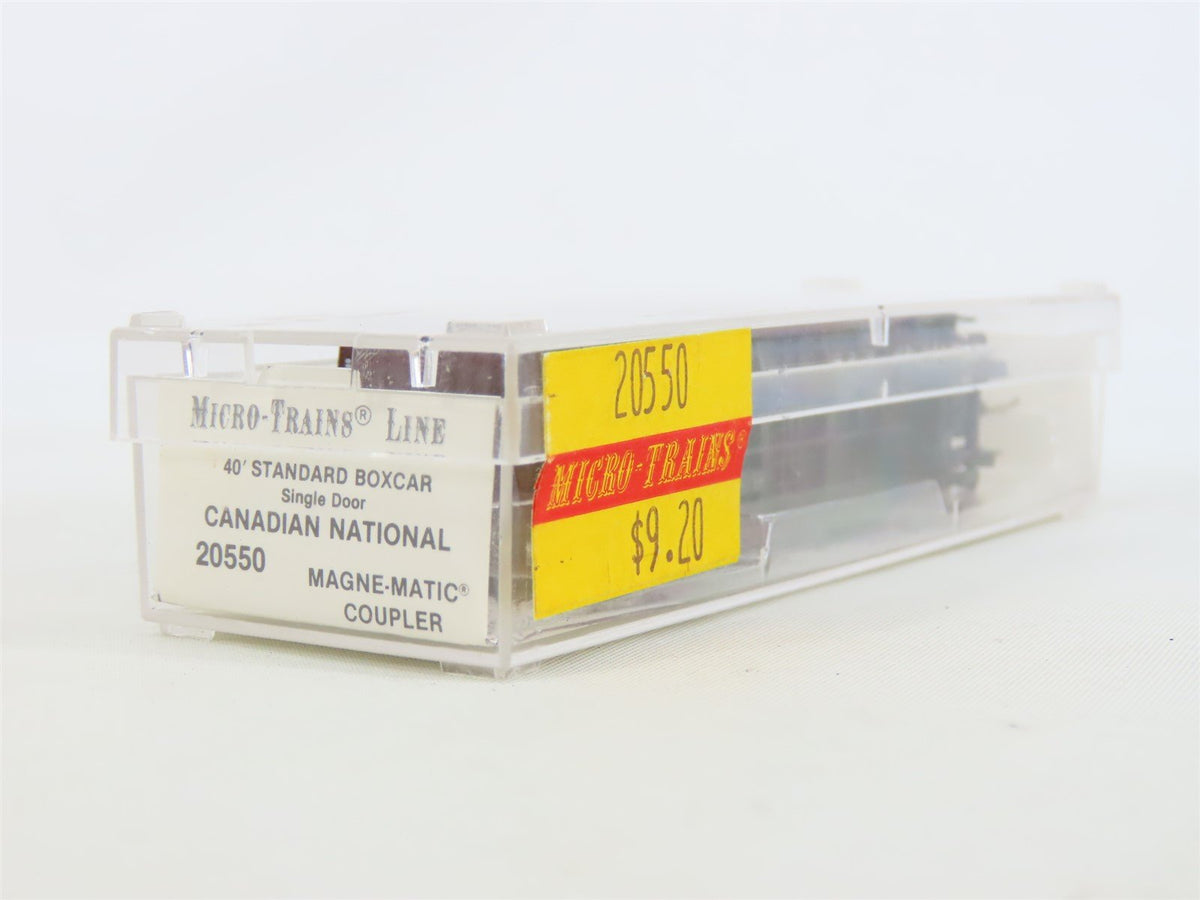 MICRO-TRAINS® LINE
40' STANDARD BOXCAR
Single Door
CANADIAN NATIONAL
20550
MAGNE-MATIC®
COUPLER
20550
MICRO-TRAINS®
$9.20